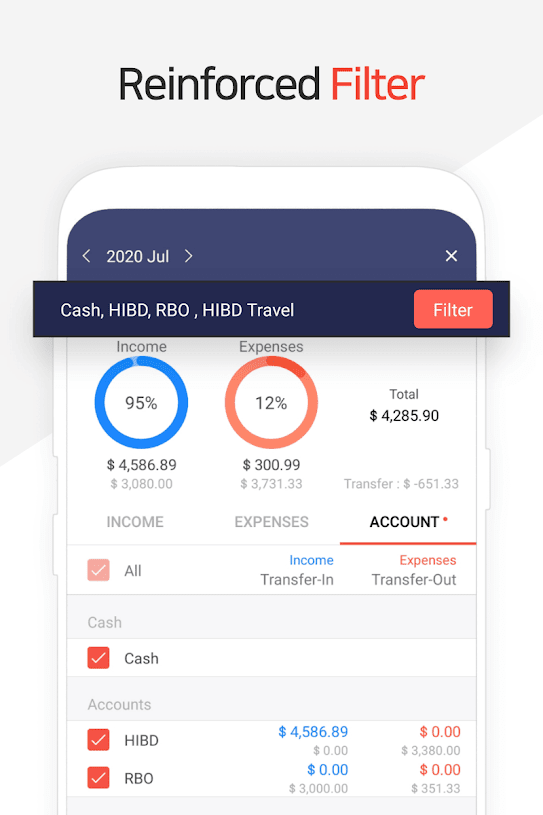 Reinforced Filter
2020 Jul
Cash, HIBD, RBO , HIBD Travel Filter
Income Expenses
95% 12%
Total
$ 4,285.90
$ 4,586.89 $ 300.99
$ 3,080.00 $ 3,731.33 Transfer : $ -651.33
INCOME EXPENSES ACCOUNT
All Income Expenses
Transfer-In Transfer-Out
Cash
Cash
Accounts
HIBD $ 4,586.89 $ 0.00
$ 0.00 $ 3,380.00
RBO $ 0.00 $ 0.00
$ 3,000.00 $ 351.33